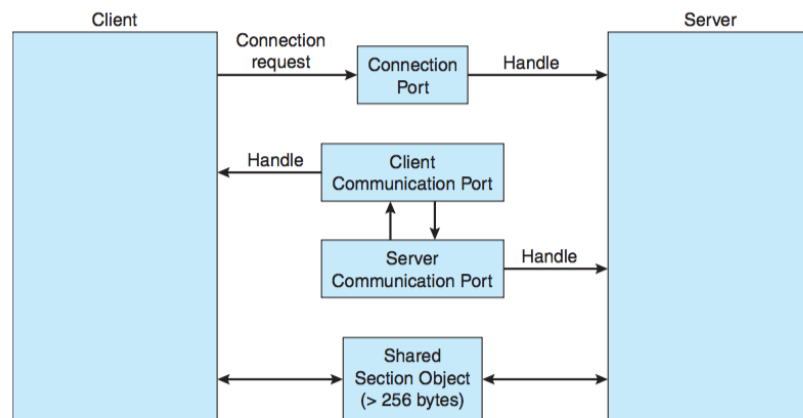 Client
Server
Connection
request
Connection
Port
Handle
Handle
Client
Communication Port
Server
Communication Port
Handle
Shared
Section Object
(> 256 bytes)